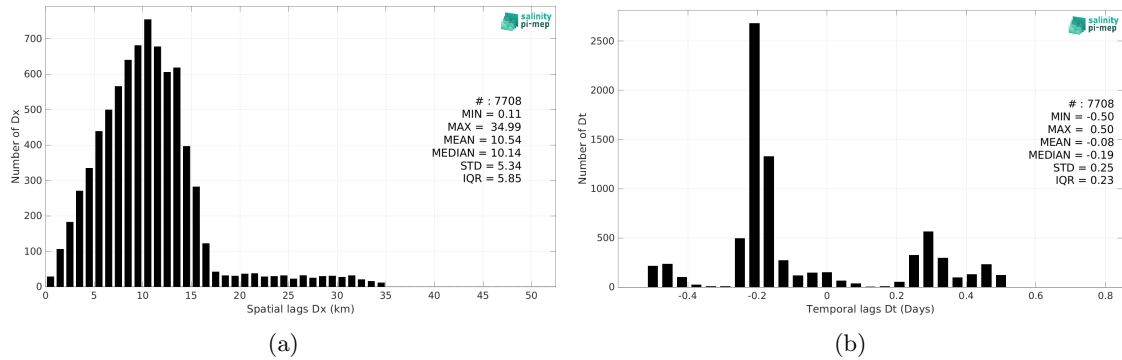 700
600
500
400
300
200
100
0
Number of Dx
0 5 10 15 20 25 30 35 40 45 50
Spatial lags Dx (km)
salinity
pi-mep
# : 7708
MIN = 0.11
MAX = 34.99
MEAN = 10.54
MEDIAN = 10.14
STD = 5.34
IQR = 5.85
(a)
2500
2000
1500
1000
500
0
Number of Dt
-0.4 -0.2 0 0.2 0.4 0.6 0.8
Temporal lags Dt (Days)
salinity
pi-mep
# : 7708
MIN = -0.50
MAX = 0.50
MEAN = -0.08
MEDIAN = -0.19
STD = 0.25
IQR = 0.23
(b)